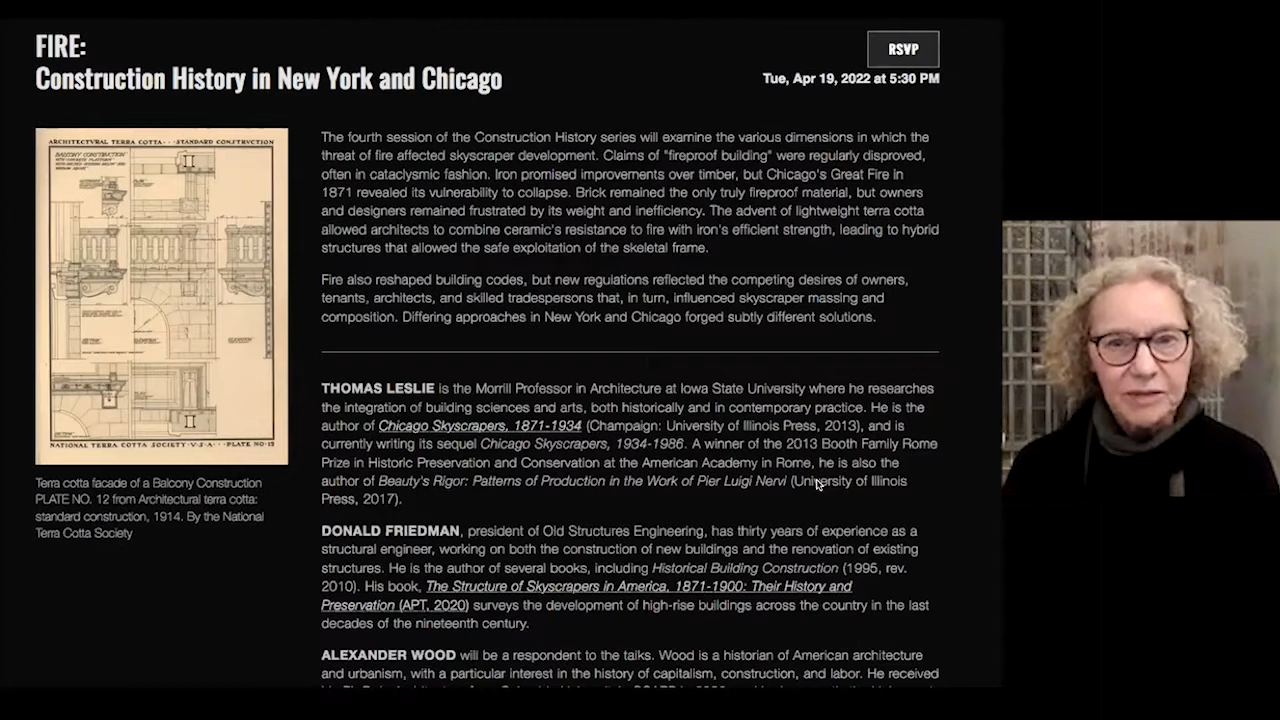 FIRE:
Construction History in New York and Chicago
RSVP
Tue, Apr 19, 2022 at 5:30 PM
ARCHITECTURAL TERRA COTTA · STANDARD CONSTRUCTION
BALCONY CONSTRUCTION
NATIONAL TERRA COTTA SOCIETY · V·S·A · PLATE NO·12
Terra cotta facade of a Balcony Construction
PLATE NO. 12 from Architectural terra cotta:
standard construction, 1914. By the National
Terra Cotta Society
The fourth session of the Construction History series will examine the various dimensions in which the
threat of fire affected skyscraper development. Claims of "fireproof building" were regularly disproved,
often in cataclysmic fashion. Iron promised improvements over timber, but Chicago's Great Fire in
1871 revealed its vulnerability to collapse. Brick remained the only truly fireproof material, but owners
and designers remained frustrated by its weight and inefficiency. The advent of lightweight terra cotta
allowed architects to combine ceramic's resistance to fire with iron's efficient strength, leading to hybrid
structures that allowed the safe exploitation of the skeletal frame.
Fire also reshaped building codes, but new regulations reflected the competing desires of owners,
tenants, architects, and skilled tradespersons that, in turn, influenced skyscraper massing and
composition. Differing approaches in New York and Chicago forged subtly different solutions.
THOMAS LESLIE is the Morrill Professor in Architecture at Iowa State University where he researches
the integration of building sciences and arts, both historically and in contemporary practice. He is the
author of Chicago Skyscrapers, 1871-1934 (Champaign: University of Illinois Press, 2013), and is
currently writing its sequel Chicago Skyscrapers, 1934-1986. A winner of the 2013 Booth Family Rome
Prize in Historic Preservation and Conservation at the American Academy in Rome, he is also the
author of Beauty's Rigor: Patterns of Production in the Work of Pier Luigi Nervi (University of Illinois
Press, 2017).
DONALD FRIEDMAN, president of Old Structures Engineering, has thirty years of experience as a
structural engineer, working on both the construction of new buildings and the renovation of existing
structures. He is the author of several books, including Historical Building Construction (1995, rev.
2010). His book, The Structure of Skyscrapers in America, 1871-1900: Their History and
Preservation (APT, 2020) surveys the development of high-rise buildings across the country in the last
decades of the nineteenth century.
ALEXANDER WOOD will be a respondent to the talks. Wood is a historian of American architecture
and urbanism, with a particular interest in the history of capitalism, construction, and labor. He received